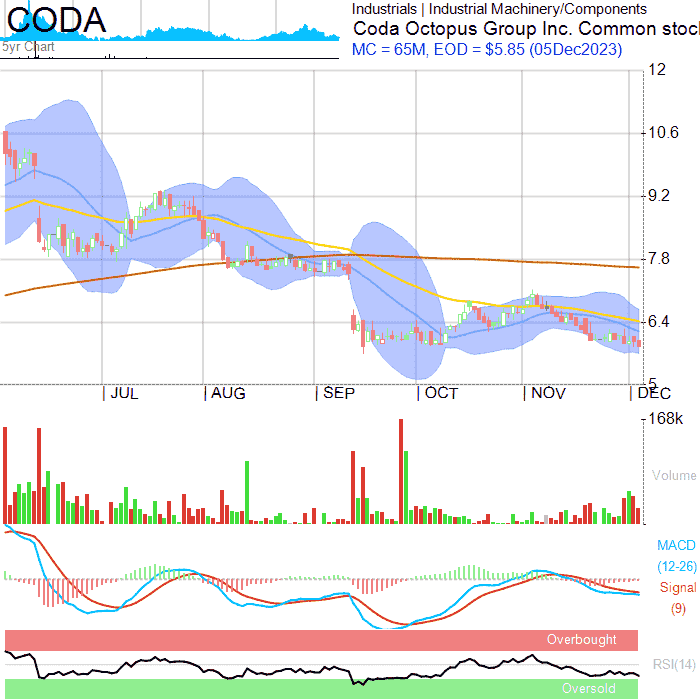 CODA
5yr Chart
Industrials | Industrial Machinery/Components
Coda Octopus Group Inc. Common stoc
MC = 65M, EOD = $5.85 (05Dec2023)
12
10.6
9.2
7.8
6.4
5
JUL
AUG
SEP
OCT
NOV
DEC
168k
Volume
MACD
(12-26)
Signal
(9)
Overbought
RSI(14)
Oversold